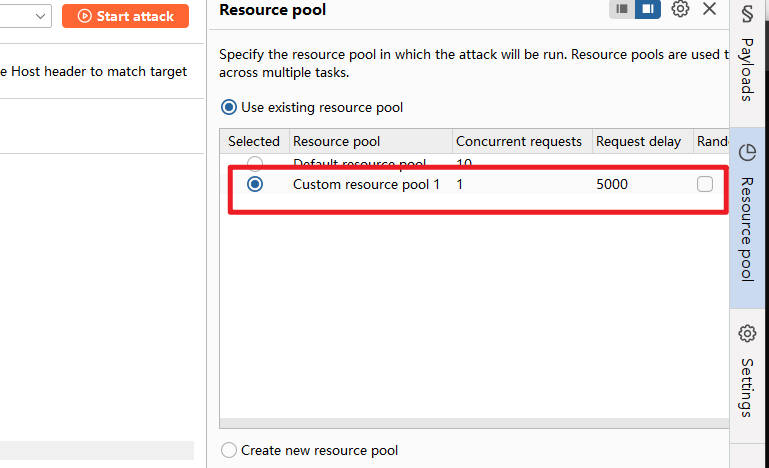 Start attack
Resource pool
Specify the resource pool in which the attack will be run. Resource pools are used t
e Host header to match target
across multiple tasks.
Use existing resource pool
Selected Resource pool Concurrent requests Request delay Rand
Default resource pool 10
Custom resource pool 1 1 5000
Create new resource pool
§
Payloads
Resource pool
Settings